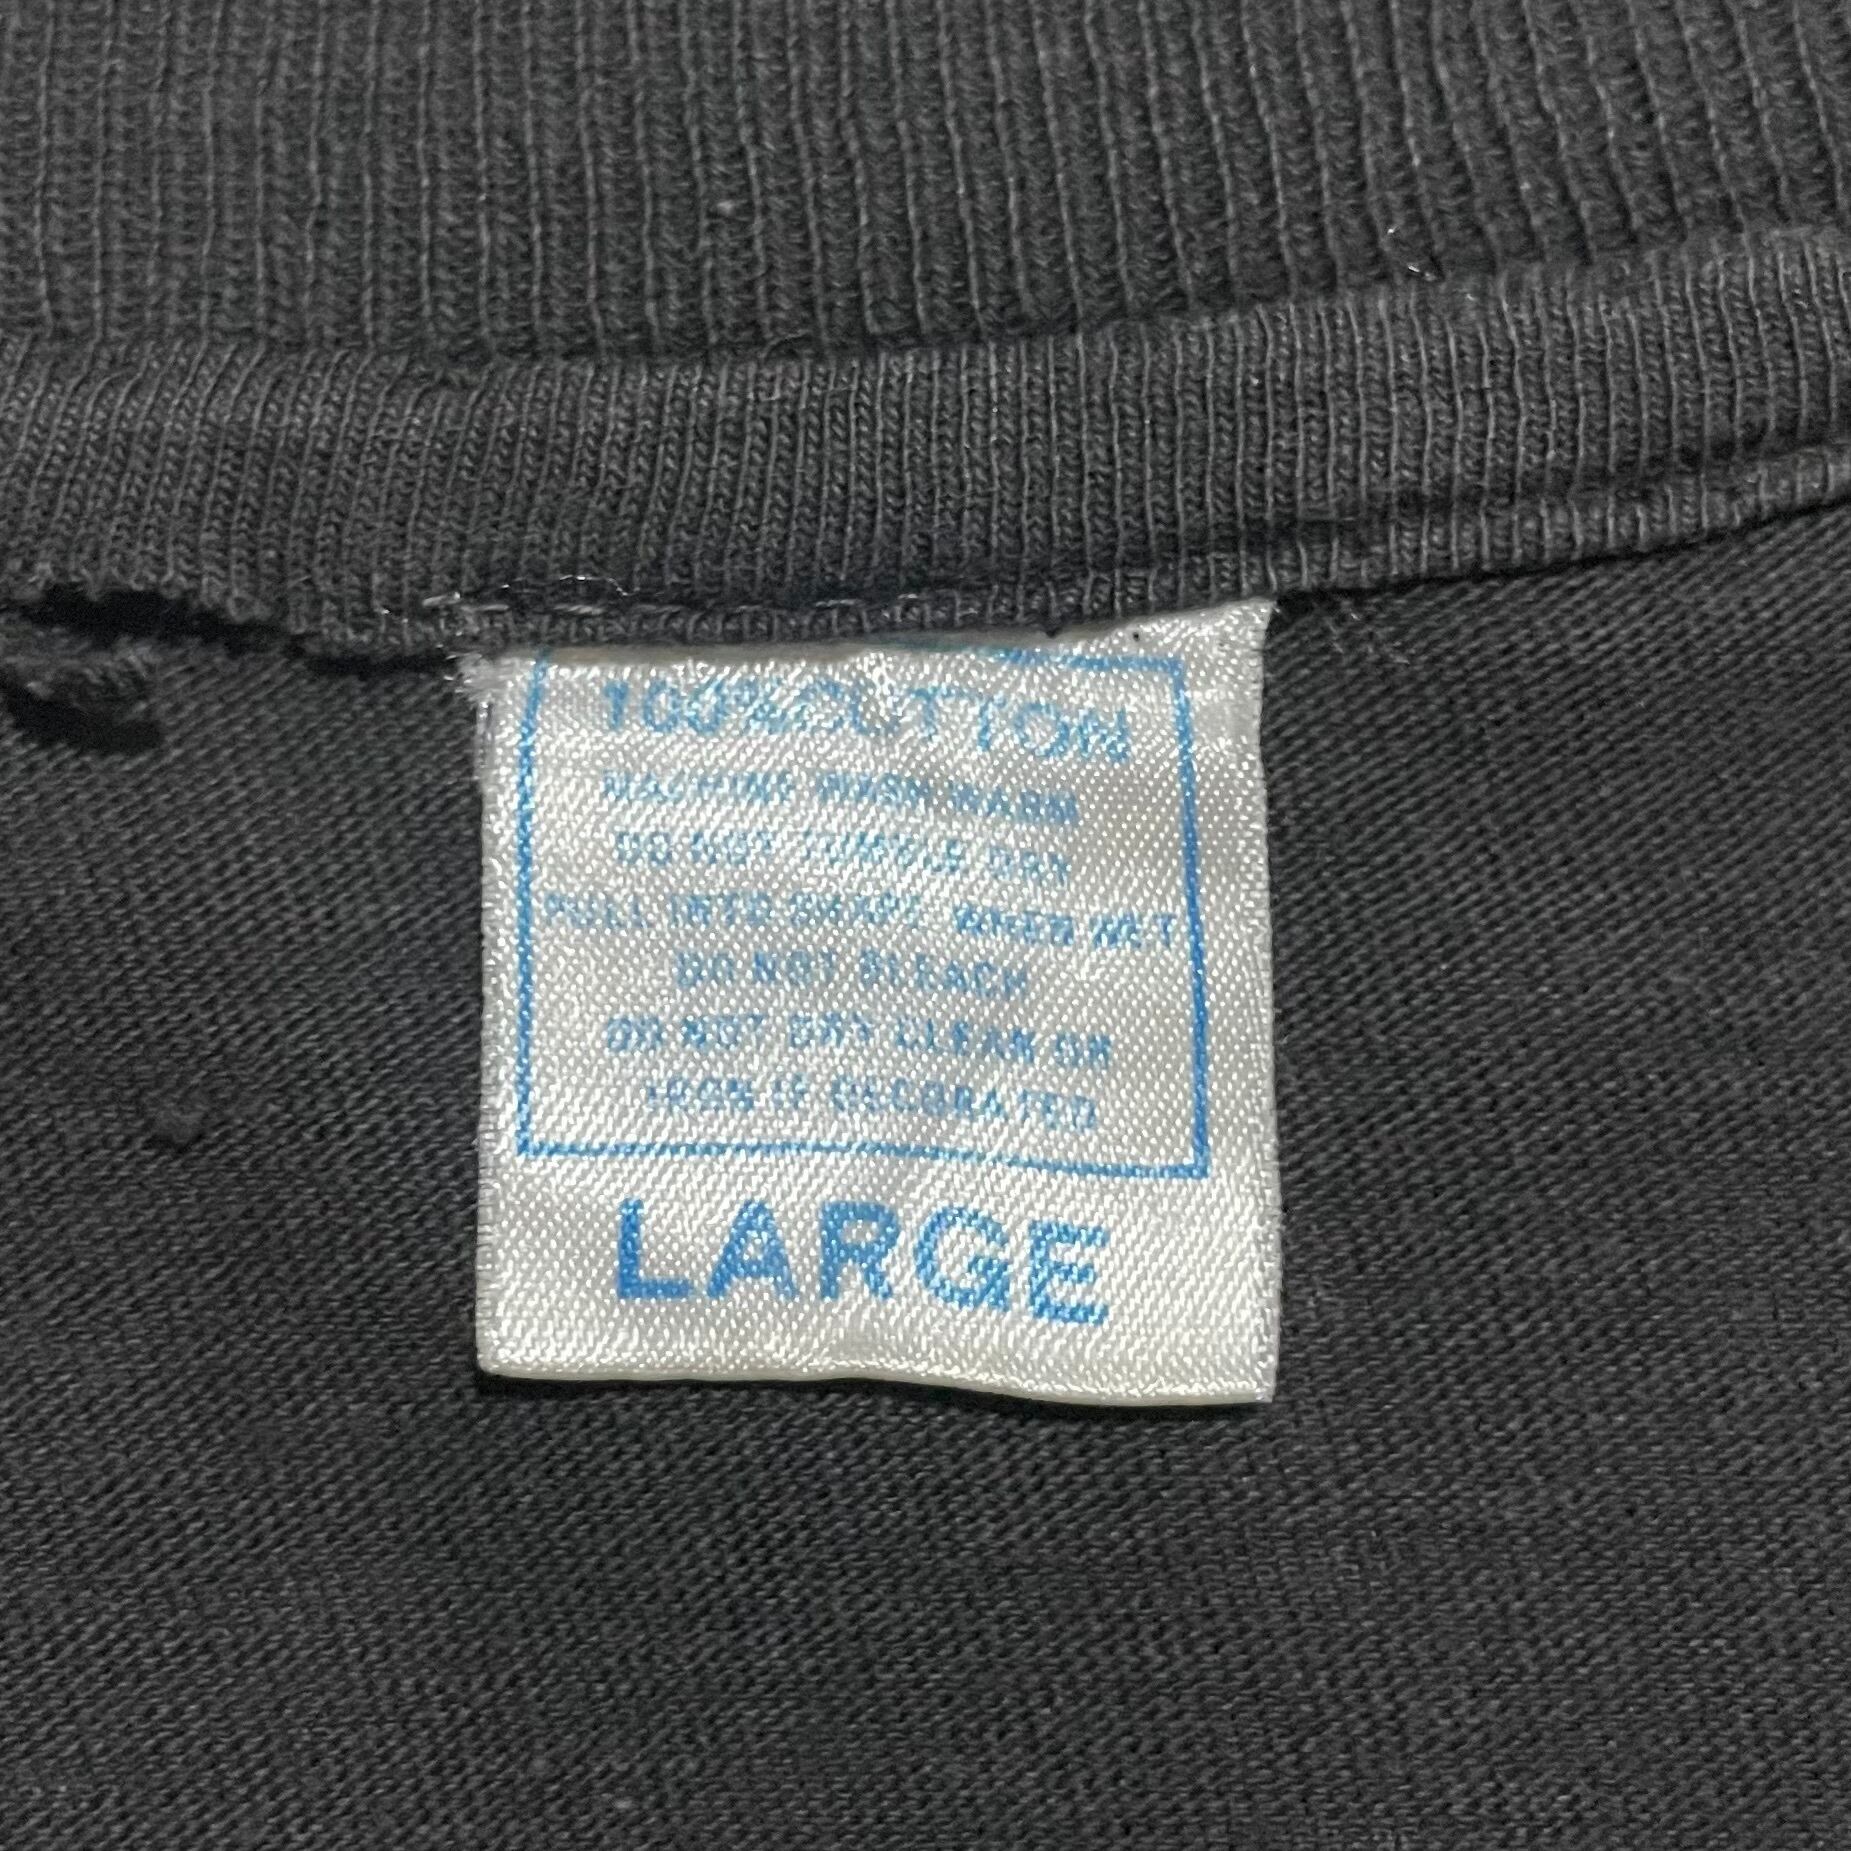 100% COTTON
MACHINE WASH WARM
DO NOT TUMBLE DRY
PULL INTO SHAPE WHEN WET
DO NOT BLEACH
DO NOT DRY CLEAN OR
IRON IF DECORATED
LARGE